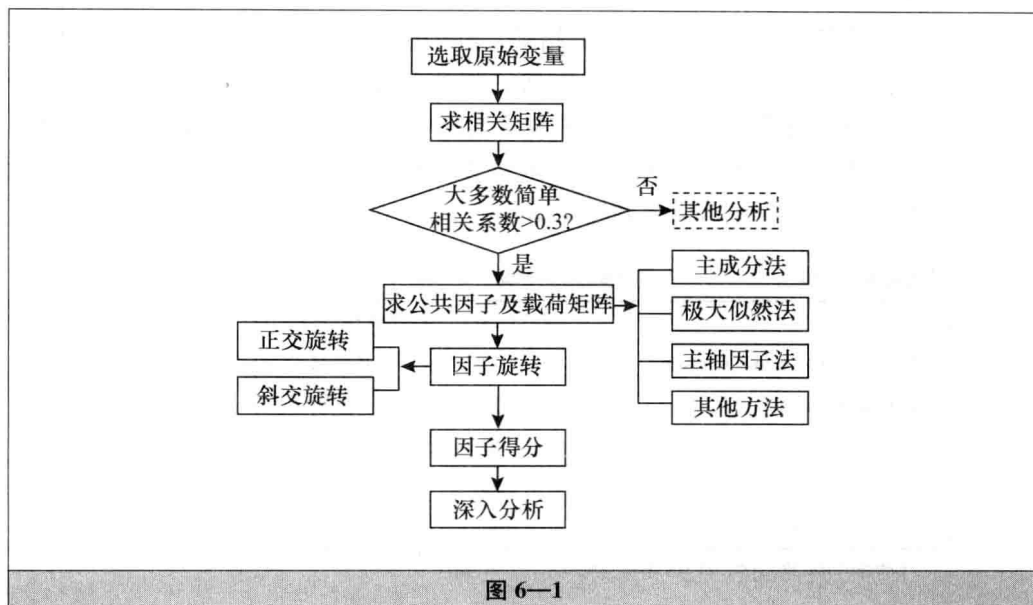 选取原始变量
求相关矩阵
大多数简单
相关系数>0.3?
否
其他分析
是
求公共因子及载荷矩阵
主成分法
极大似然法
主轴因子法
其他方法
正交旋转
斜交旋转
因子旋转
因子得分
深入分析
图 6—1